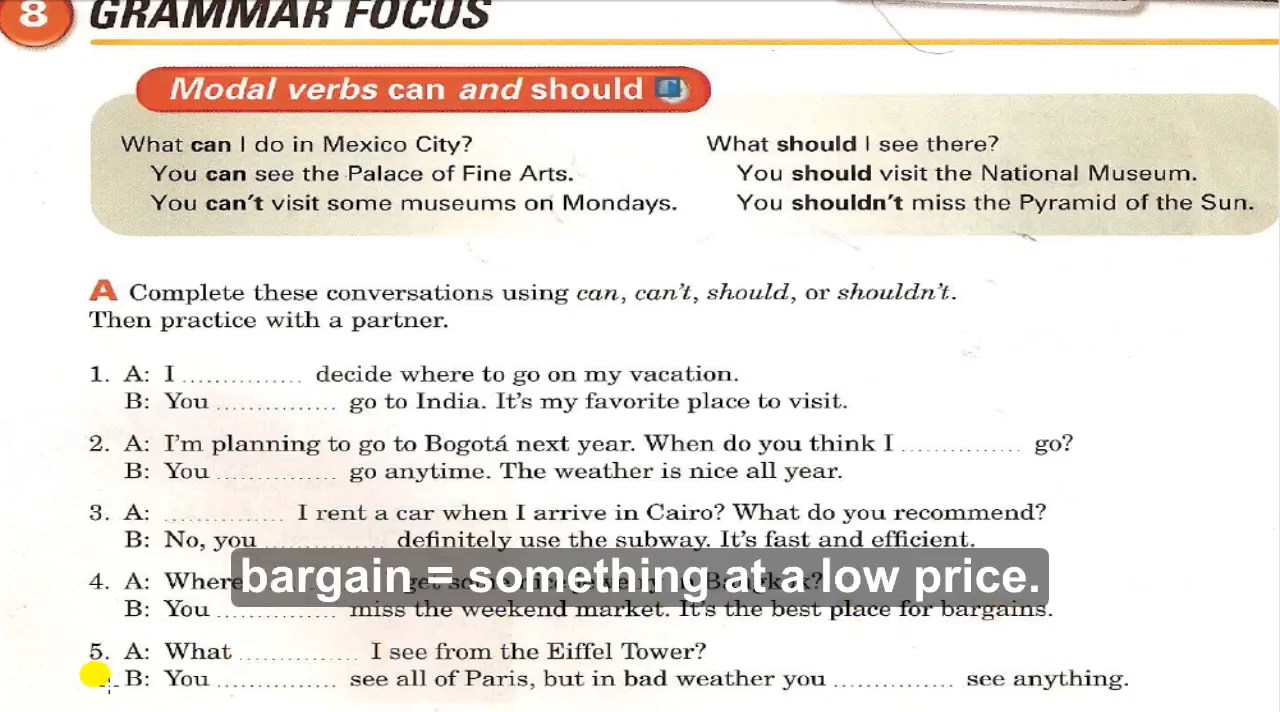 8 GRAMMAR FOCUS
Modal verbs can and should
What can I do in Mexico City?
You can see the Palace of Fine Arts.
You can't visit some museums on Mondays.
What should I see there?
You should visit the National Museum.
You shouldn't miss the Pyramid of the Sun.
A Complete these conversations using can, can't, should, or shouldn't.
Then practice with a partner.
1. A: I .............. decide where to go on my vacation.
B: You .............. go to India. It's my favorite place to visit.
2. A: I'm planning to go to Bogotá next year. When do you think I .............. go?
B: You .............. go anytime. The weather is nice all year.
3. A: .............. I rent a car when I arrive in Cairo? What do you recommend?
B: No, you .............. definitely use the subway. It's fast and efficient.
4. A: Where
bargain = something at a low price.
B: You .............. miss the weekend market. It's the best place for bargains.
5. A: What .............. I see from the Eiffel Tower?
B: You .............. see all of Paris, but in bad weather you .............. see anything.